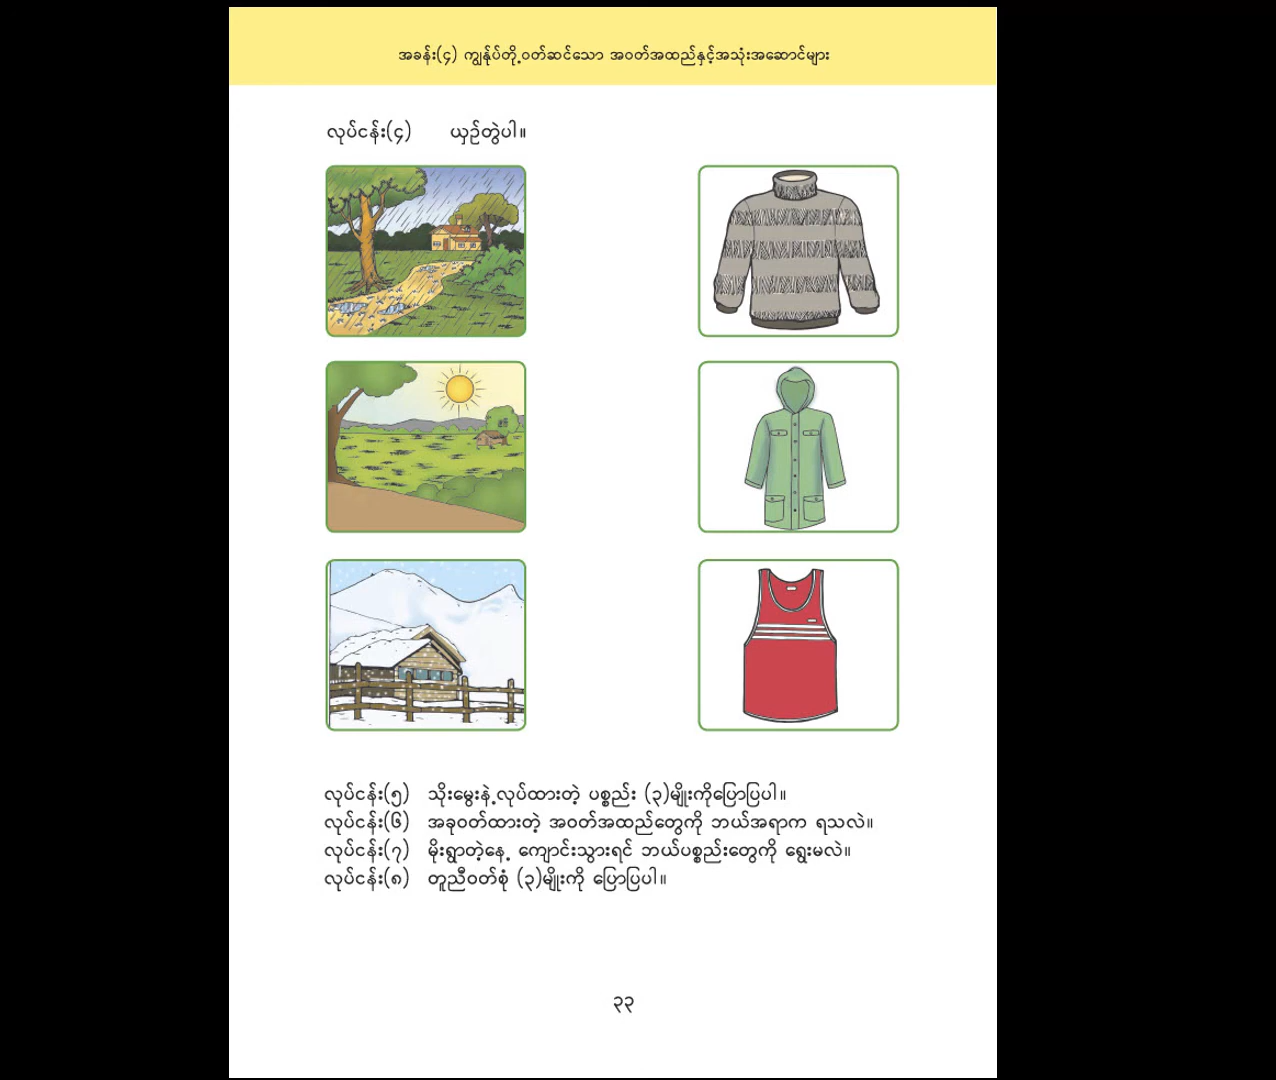 အခန်း(၄) ကျွန်ုပ်တို့ဝတ်ဆင်သော အဝတ်အထည်နှင့်အသုံးအဆောင်များ
လုပ်ငန်း(၄) ယှဉ်တွဲပါ။
လုပ်ငန်း(၅) သိုးမွေးနဲ့လုပ်ထားတဲ့ ပစ္စည်း (၃)မျိုးကိုပြောပြပါ။
လုပ်ငန်း(၆) အခုဝတ်ထားတဲ့ အဝတ်အထည်တွေကို ဘယ်အရာက ရသလဲ။
လုပ်ငန်း(၇) မိုးရွာတဲ့နေ့ ကျောင်းသွားရင် ဘယ်ပစ္စည်းတွေကို ရွေးမလဲ။
လုပ်ငန်း(၈) တူညီဝတ်စုံ (၃)မျိုးကို ပြောပြပါ။
၃၃